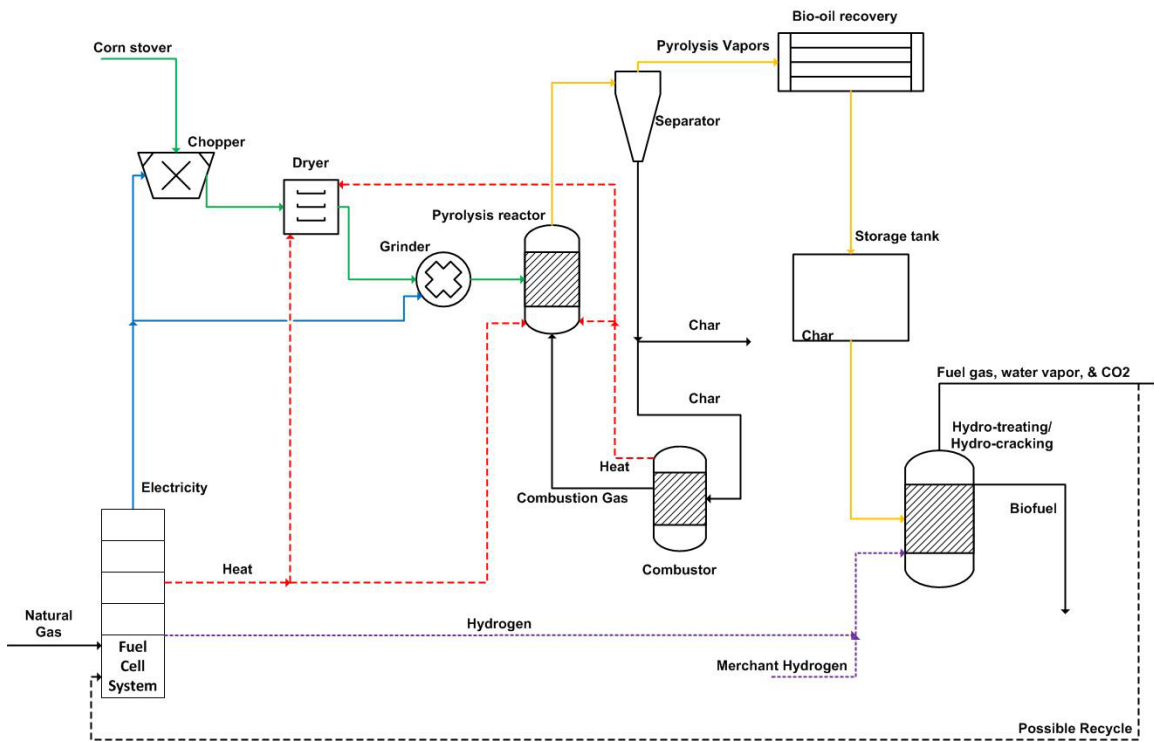 Bio-oil recovery
Corn stover
Pyrolysis Vapors
Separator
Chopper
Dryer
Pyrolysis reactor
Grinder
Storage tank
Char
Char
Fuel gas, water vapor, & CO2
Char
Hydro-treating/
Hydro-cracking
Heat
Electricity
Combustion Gas
Biofuel
Heat
Combustor
Natural
Gas
Hydrogen
Fuel
Cell
System
Merchant Hydrogen
Possible Recycle